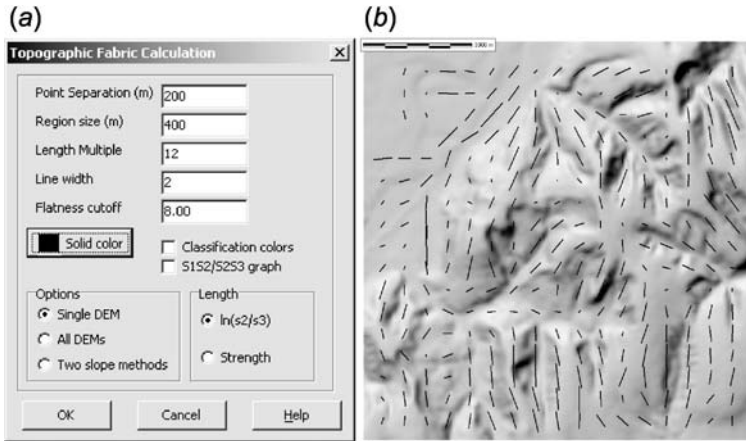 (a)
Topographic Fabric Calculation
Point Separation (m) 200
Region size (m) 400
Length Multiple 12
Line width 2
Flatness cutoff 8.00
Solid color
Classification colors
S1S2/S2S3 graph
Options
Single DEM
All DEMs
Two slope methods
Length
ln(s2/s3)
Strength
OK Cancel Help
(b)